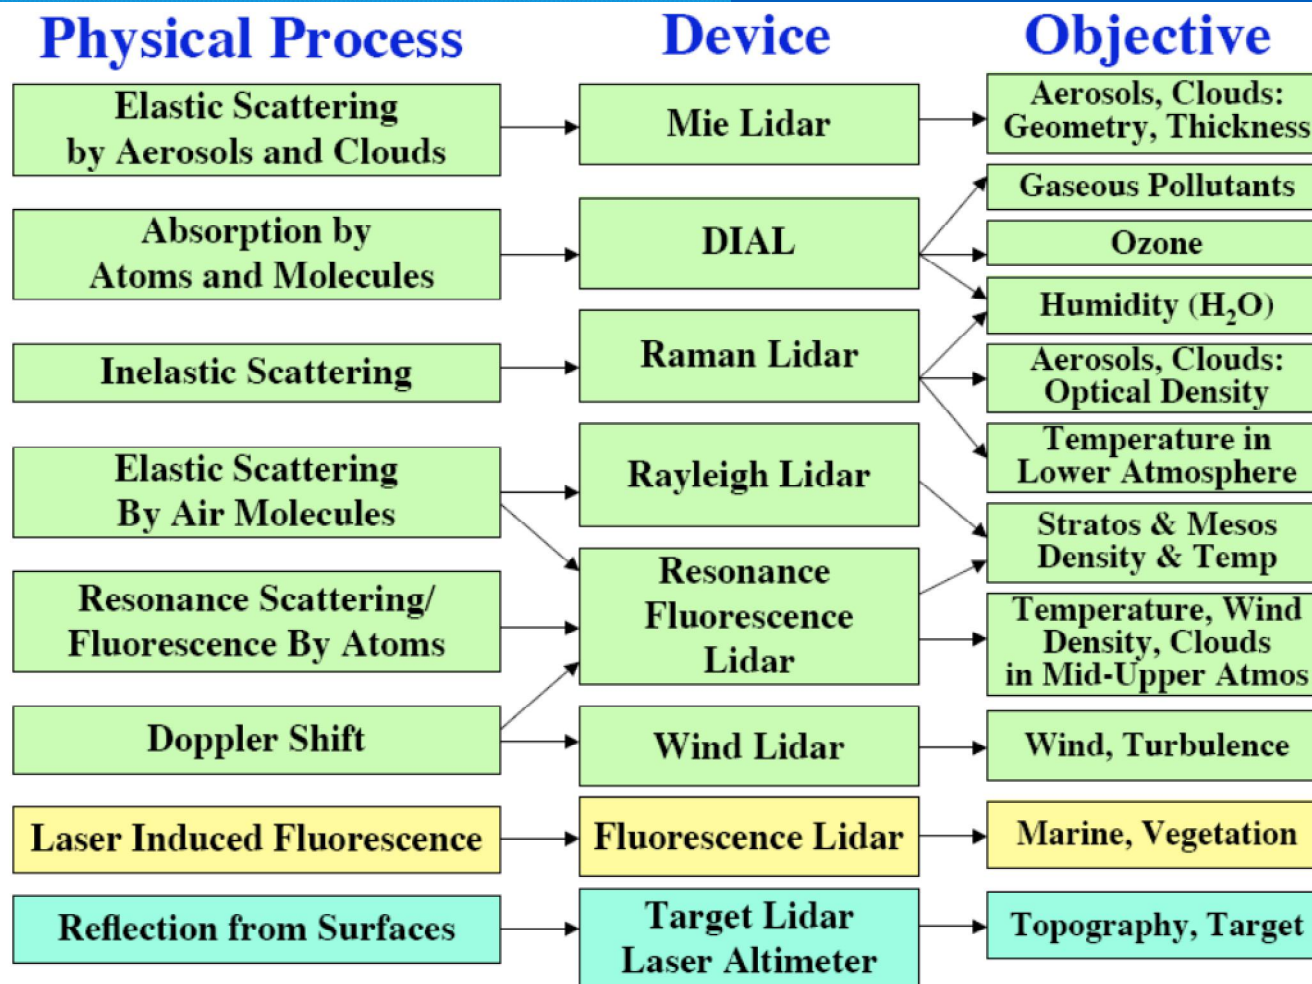 Physical Process
Device
Objective
Elastic Scattering
by Aerosols and Clouds
Mie Lidar
Aerosols, Clouds:
Geometry, Thickness
Absorption by
Atoms and Molecules
DIAL
Gaseous Pollutants
Ozone
Humidity (H₂O)
Inelastic Scattering
Raman Lidar
Aerosols, Clouds:
Optical Density
Temperature in
Lower Atmosphere
Elastic Scattering
By Air Molecules
Rayleigh Lidar
Stratos & Mesos
Density & Temp
Resonance Scattering/
Fluorescence By Atoms
Resonance
Fluorescence
Lidar
Temperature, Wind
Density, Clouds
in Mid-Upper Atmos
Doppler Shift
Wind Lidar
Wind, Turbulence
Laser Induced Fluorescence
Fluorescence Lidar
Marine, Vegetation
Reflection from Surfaces
Target Lidar
Laser Altimeter
Topography, Target